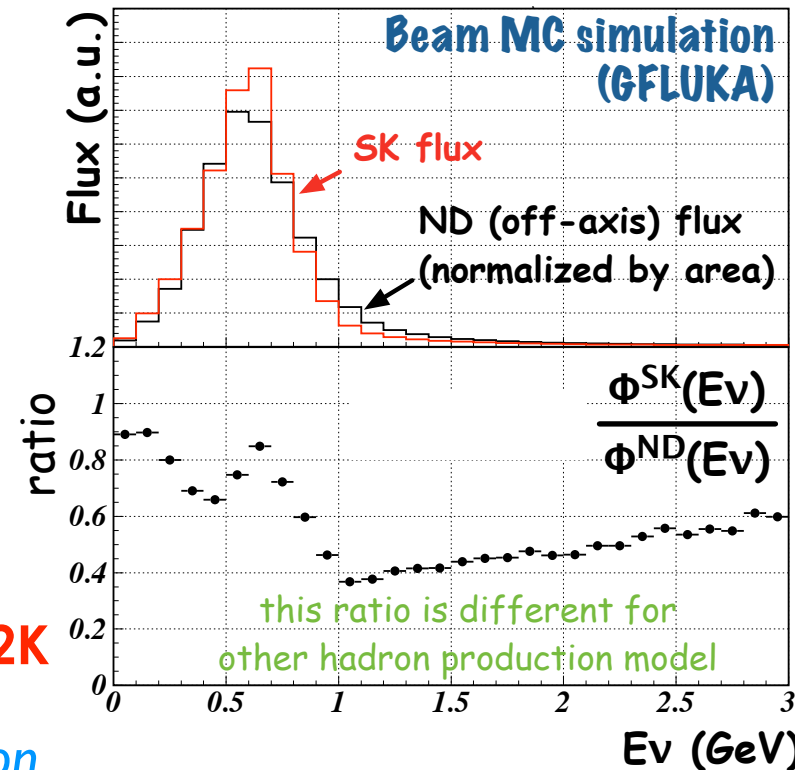 Beam MC simulation
(GFLUKA)
Flux (a.u.)
SK flux
ND (off-axis) flux
(normalized by area)
1.2
1
0.8
0.6
0.4
0.2
0
ratio
Φ^SK(Eν)
Φ^ND(Eν)
this ratio is different for
other hadron production model
0 0.5 1 1.5 2 2.5 3
Eν (GeV)
2K
on